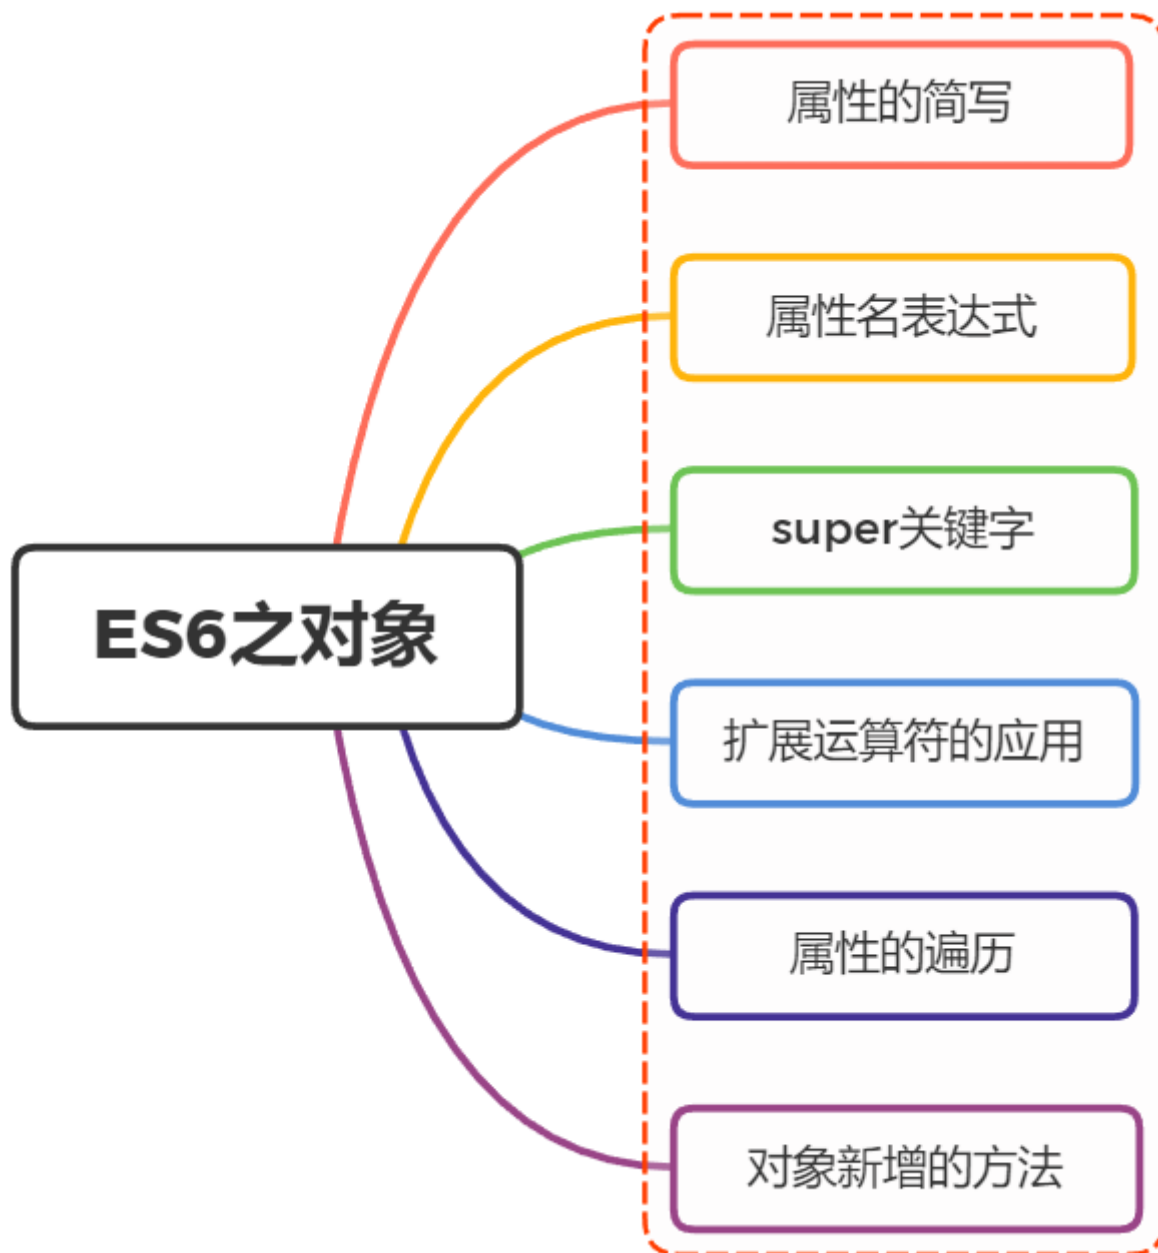 属性的简写
属性名表达式
super关键字
ES6之对象
扩展运算符的应用
属性的遍历
对象新增的方法